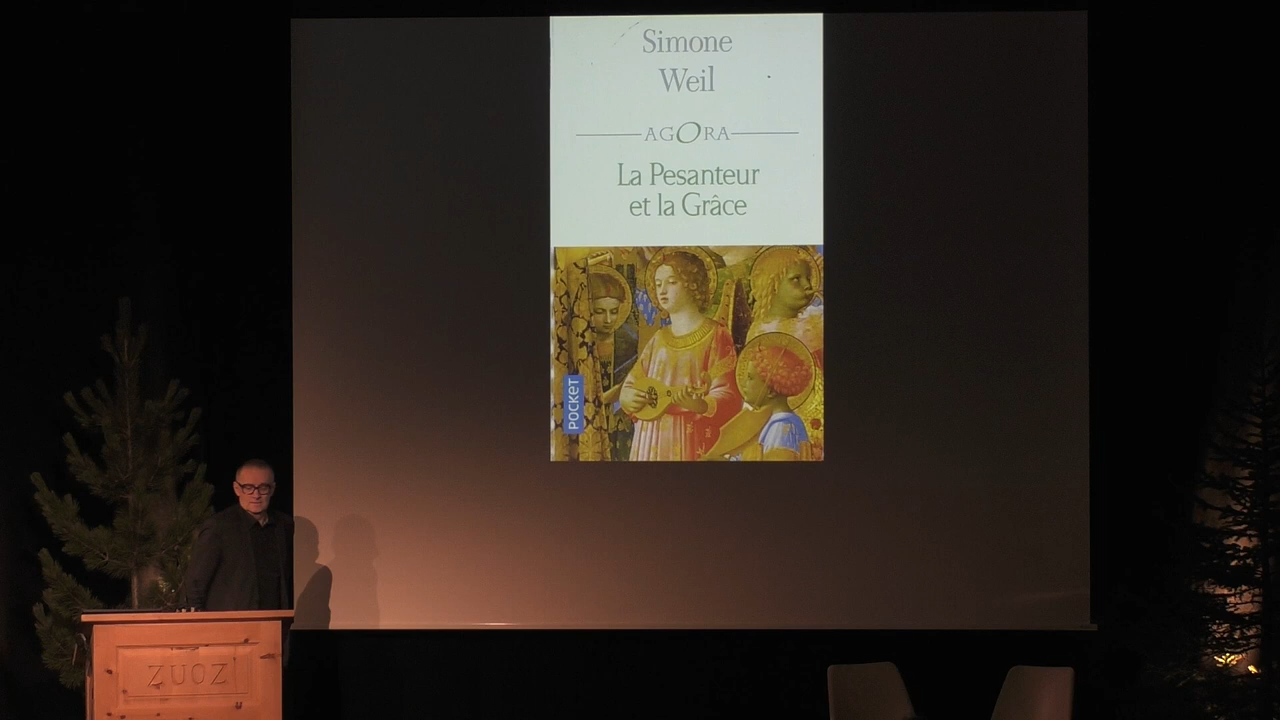 Simone
Weil
AGORA
La Pesanteur
et la Grâce
POCKET
ZUOZ